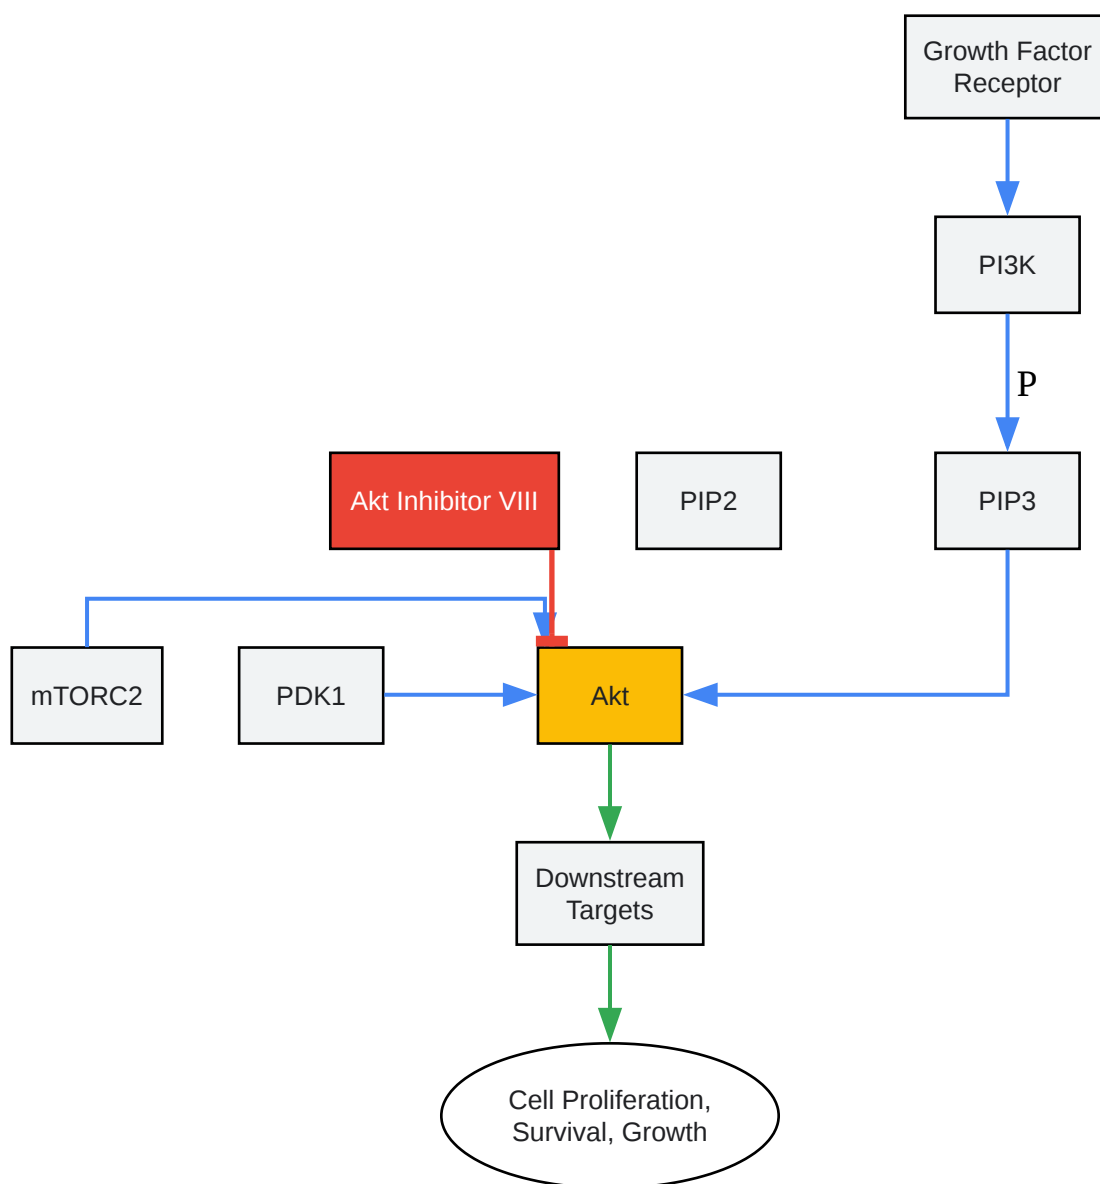 Growth Factor
Receptor
PI3K
P
Akt Inhibitor VIII
PIP2
PIP3
mTORC2
PDK1
Akt
Downstream
Targets
Cell Proliferation,
Survival, Growth